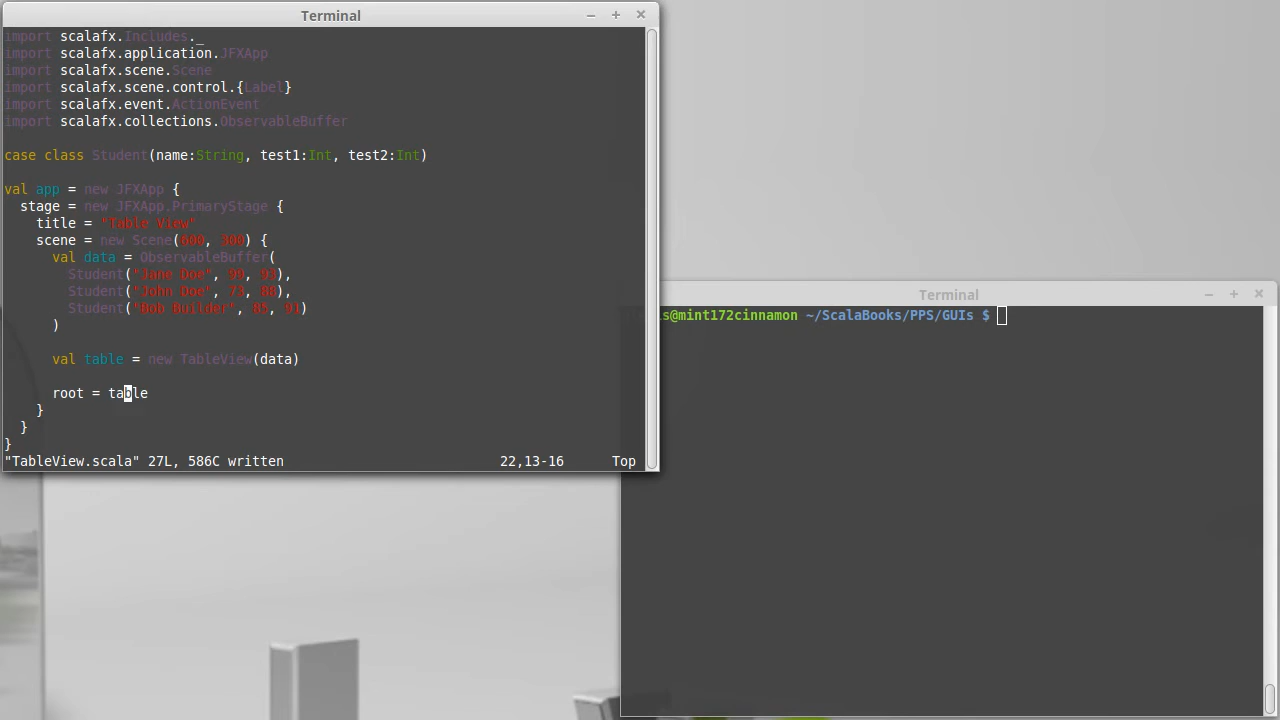 Terminal
import scalafx.Includes._
import scalafx.application.JFXApp
import scalafx.scene.Scene
import scalafx.scene.control.{Label}
import scalafx.event.ActionEvent
import scalafx.collections.ObservableBuffer
case class Student(name:String, test1:Int, test2:Int)
val app = new JFXApp {
stage = new JFXApp.PrimaryStage {
title = "Table View"
scene = new Scene(600, 300) {
val data = ObservableBuffer(
Student("Jane Doe", 99, 93),
Student("John Doe", 73, 88),
Student("Bob Builder", 85, 91)
)
val table = new TableView(data)
root = table
}
}
}
"TableView.scala" 27L, 586C written 22,13-16 Top
Terminal
s@mint172cinnamon ~/ScalaBooks/PPS/GUIs $